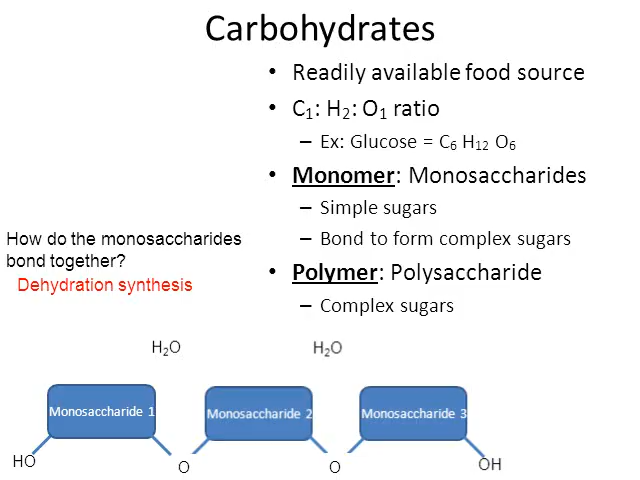 Carbohydrates
• Readily available food source
• C₁: H₂: O₁ ratio
– Ex: Glucose = C₆ H₁₂ O₆
• Monomer: Monosaccharides
– Simple sugars
– Bond to form complex sugars
• Polymer: Polysaccharide
– Complex sugars
How do the monosaccharides
bond together?
Dehydration synthesis
H₂O H₂O
Monosaccharide 1 Monosaccharide 2 Monosaccharide 3
HO O O OH